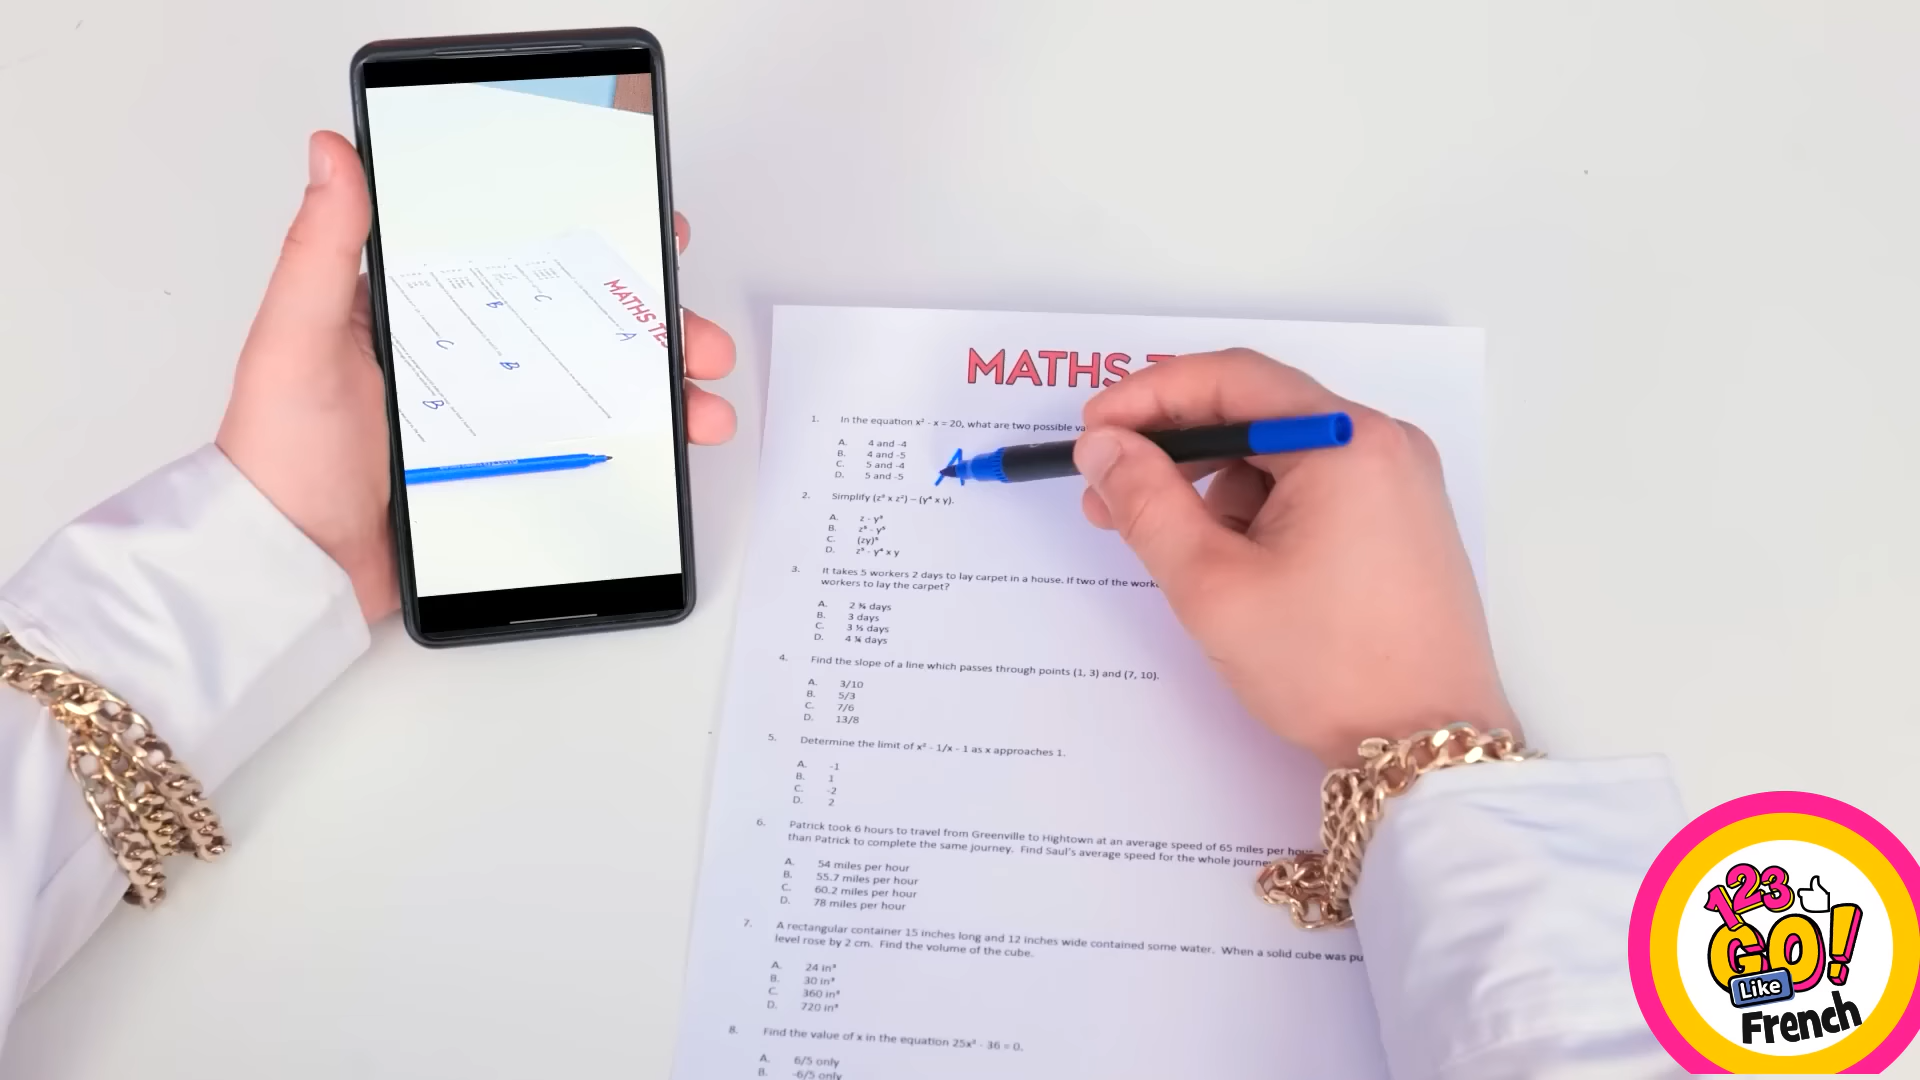 MATHS
1. In the equation x² - x = 20, what are two possible va
A. 4 and -4
B. 4 and -5
C. 5 and -4
D. 5 and -5
A
2. Simplify (z³ x z²) – (y⁴ x y).
A. z - y⁵
B. z⁵ - y⁵
C. (zy)⁵
D. z⁵ - y⁴ x y
3. It takes 5 workers 2 days to lay carpet in a house. If two of the work
workers to lay the carpet?
A. 2 ¾ days
B. 3 days
C. 3 ⅓ days
D. 4 ¼ days
4. Find the slope of a line which passes through points (1, 3) and (7, 10).
A. 3/10
B. 5/3
C. 7/6
D. 13/8
5. Determine the limit of x² - 1/x - 1 as x approaches 1.
A. -1
B. 1
C. -2
D. 2
6. Patrick took 6 hours to travel from Greenville to Hightown at an average speed of 65 miles per hour
than Patrick to complete the same journey. Find Saul's average speed for the whole journe
A. 54 miles per hour
B. 55.7 miles per hour
C. 60.2 miles per hour
D. 78 miles per hour
7. A rectangular container 15 inches long and 12 inches wide contained some water. When a solid cube was pu
level rose by 2 cm. Find the volume of the cube.
A. 24 in³
B. 30 in³
C. 360 in³
D. 720 in³
8. Find the value of x in the equation 25x² - 36 = 0.
A. 6/5 only
B. -6/5 only
MATHS TES
A
C
B
B
C
B
123
GO!
Like
French